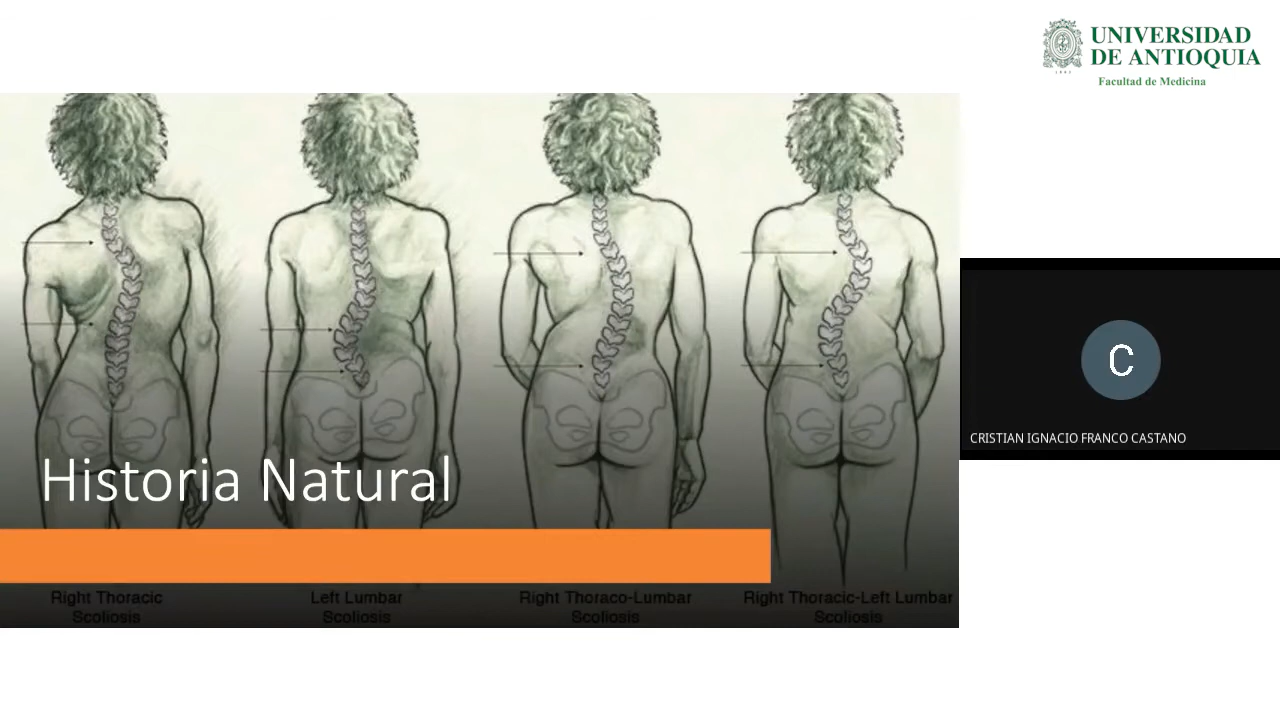 UNIVERSIDAD
DE ANTIOQUIA
1803
Facultad de Medicina
Historia Natural
Right Thoracic
Scoliosis
Left Lumbar
Scoliosis
Right Thoraco-Lumbar
Scoliosis
Right Thoracic-Left Lumbar
Scoliosis
C
CRISTIAN IGNACIO FRANCO CASTANO